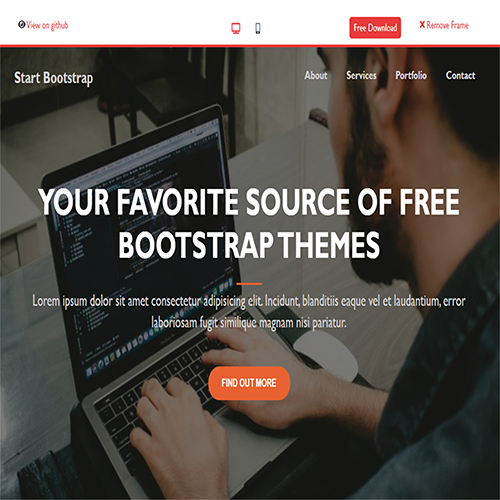 View on github
Free Download
X Remove Frame
Start Bootstrap
About Services Portfolio Contact
YOUR FAVORITE SOURCE OF FREE
BOOTSTRAP THEMES
Lorem ipsum dolor sit amet consectetur adipisicing elit. Incidunt, blanditiis eaque vel et laudantium, error
laboriosam fugit similique magnam nisi pariatur.
FIND OUT MORE